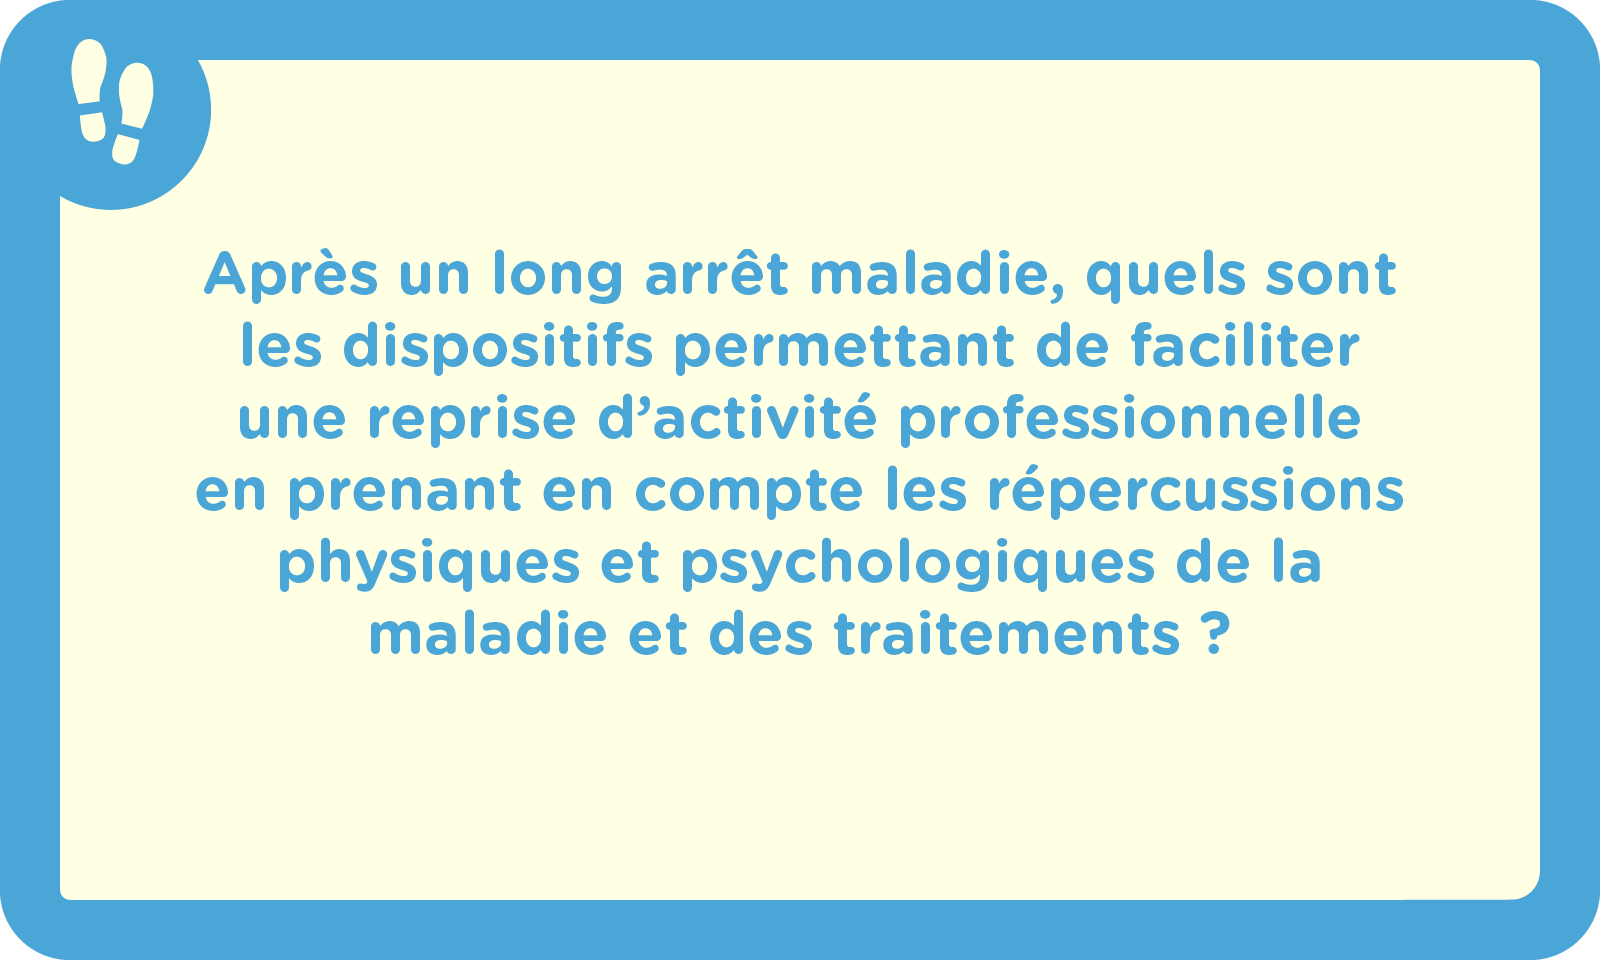 Après un long arrêt maladie, quels sont
les dispositifs permettant de faciliter
une reprise d’activité professionnelle
en prenant en compte les répercussions
physiques et psychologiques de la
maladie et des traitements ?